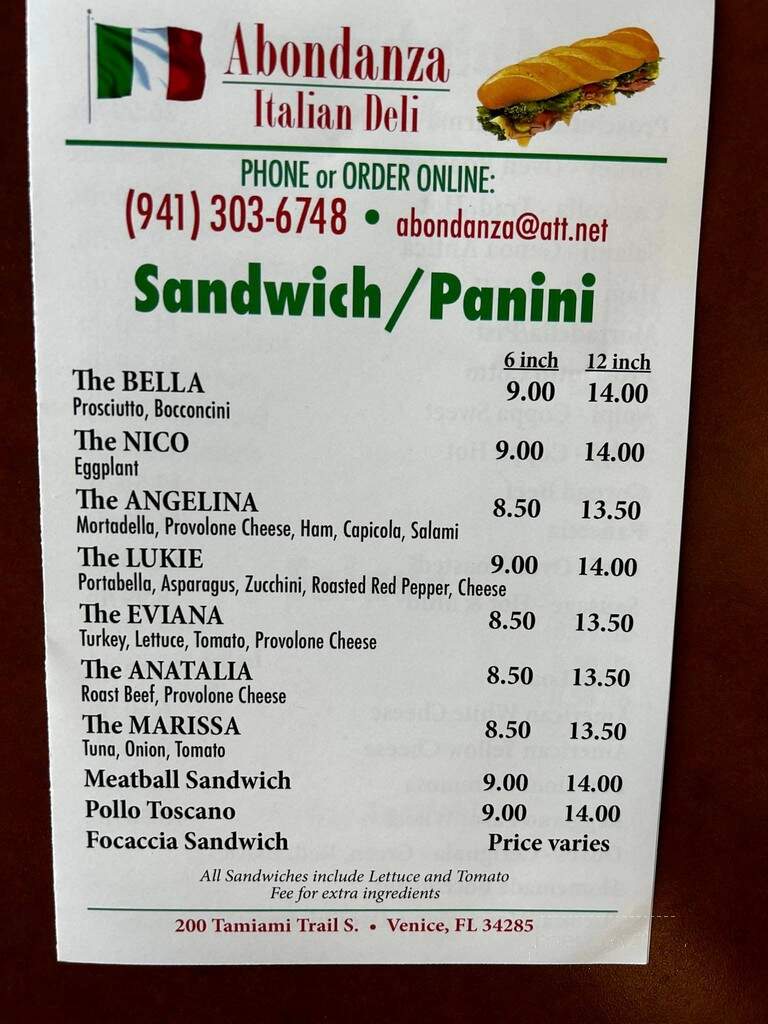 Abondanza
Italian Deli
PHONE or ORDER ONLINE:
(941) 303-6748 • abondanza@att.net
Sandwich/Panini
6 inch 12 inch
The BELLA 9.00 14.00
Prosciutto, Bocconcini
The NICO 9.00 14.00
Eggplant
The ANGELINA 8.50 13.50
Mortadella, Provolone Cheese, Ham, Capicola, Salami
The LUKIE 9.00 14.00
Portabella, Asparagus, Zucchini, Roasted Red Pepper, Cheese
The EVIANA 8.50 13.50
Turkey, Lettuce, Tomato, Provolone Cheese
The ANATALIA 8.50 13.50
Roast Beef, Provolone Cheese
The MARISSA 8.50 13.50
Tuna, Onion, Tomato
Meatball Sandwich 9.00 14.00
Pollo Toscano 9.00 14.00
Focaccia Sandwich Price varies
All Sandwiches include Lettuce and Tomato
Fee for extra ingredients
200 Tamiami Trail S. • Venice, FL 34285